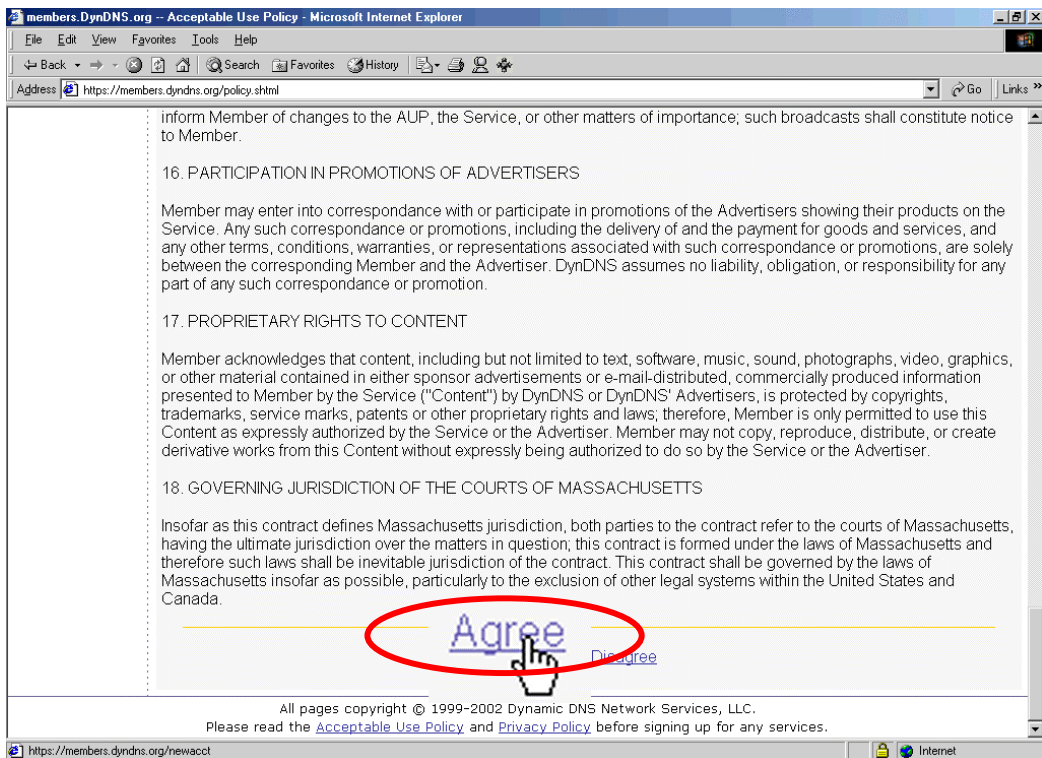 members.DynDNS.org -- Acceptable Use Policy - Microsoft Internet Explorer
File Edit View Favorites Tools Help
Back Search Favorites History
Address https://members.dyndns.org/policy.shtml Go Links »
inform Member of changes to the AUP, the Service, or other matters of importance; such broadcasts shall constitute notice
to Member.
16. PARTICIPATION IN PROMOTIONS OF ADVERTISERS
Member may enter into correspondence with or participate in promotions of the Advertisers showing their products on the
Service. Any such correspondence or promotions, including the delivery of and the payment for goods and services, and
any other terms, conditions, warranties, or representations associated with such correspondence or promotions, are solely
between the corresponding Member and the Advertiser. DynDNS assumes no liability, obligation, or responsibility for any
part of any such correspondence or promotion.
17. PROPRIETARY RIGHTS TO CONTENT
Member acknowledges that content, including but not limited to text, software, music, sound, photographs, video, graphics,
or other material contained in either sponsor advertisements or e-mail-distributed, commercially produced information
presented to Member by the Service ("Content") by DynDNS or DynDNS' Advertisers, is protected by copyrights,
trademarks, service marks, patents or other proprietary rights and laws; therefore, Member is only permitted to use this
Content as expressly authorized by the Service or the Advertiser. Member may not copy, reproduce, distribute, or create
derivative works from this Content without expressly being authorized to do so by the Service or the Advertiser.
18. GOVERNING JURISDICTION OF THE COURTS OF MASSACHUSETTS
Insofar as this contract defines Massachusetts jurisdiction, both parties to the contract refer to the courts of Massachusetts,
having the ultimate jurisdiction over the matters in question; this contract is formed under the laws of Massachusetts and
therefore such laws shall be inevitable jurisdiction of the contract. This contract shall be governed by the laws of
Massachusetts insofar as possible, particularly to the exclusion of other legal systems within the United States and
Canada.
Agree
Disagree
All pages copyright © 1999-2002 Dynamic DNS Network Services, LLC.
Please read the Acceptable Use Policy and Privacy Policy before signing up for any services.
https://members.dyndns.org/newacct Internet